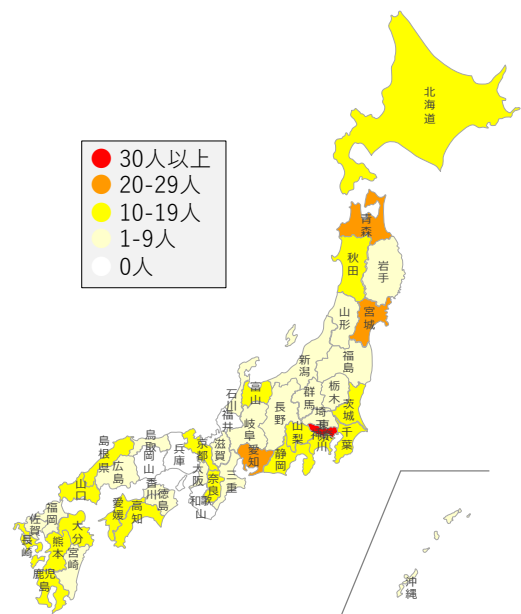 30人以上
20-29人
10-19人
1-9人
0人
北海道
青森
秋田
岩手
山形
宮城
新潟
福島
石川
富山
福井
岐阜
長野
群馬
栃木
茨城
埼
東
川
千葉
山梨
静岡
愛知
三重
滋賀
京都
大阪
奈良
和歌山
兵庫
鳥取
岡山
島根県
広島
山口
香川
徳島
愛媛
高知
福岡
佐賀
長崎
大分
熊本
宮崎
鹿児島
沖縄